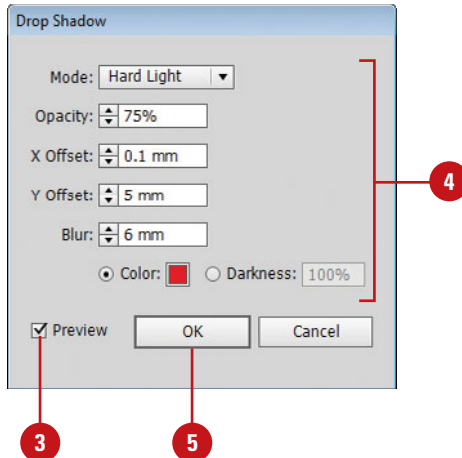 Drop Shadow
Mode: Hard Light
Opacity: 75%
X Offset: 0.1 mm
Y Offset: 5 mm
Blur: 6 mm
Color: Darkness: 100%
4
Preview OK Cancel
3 5